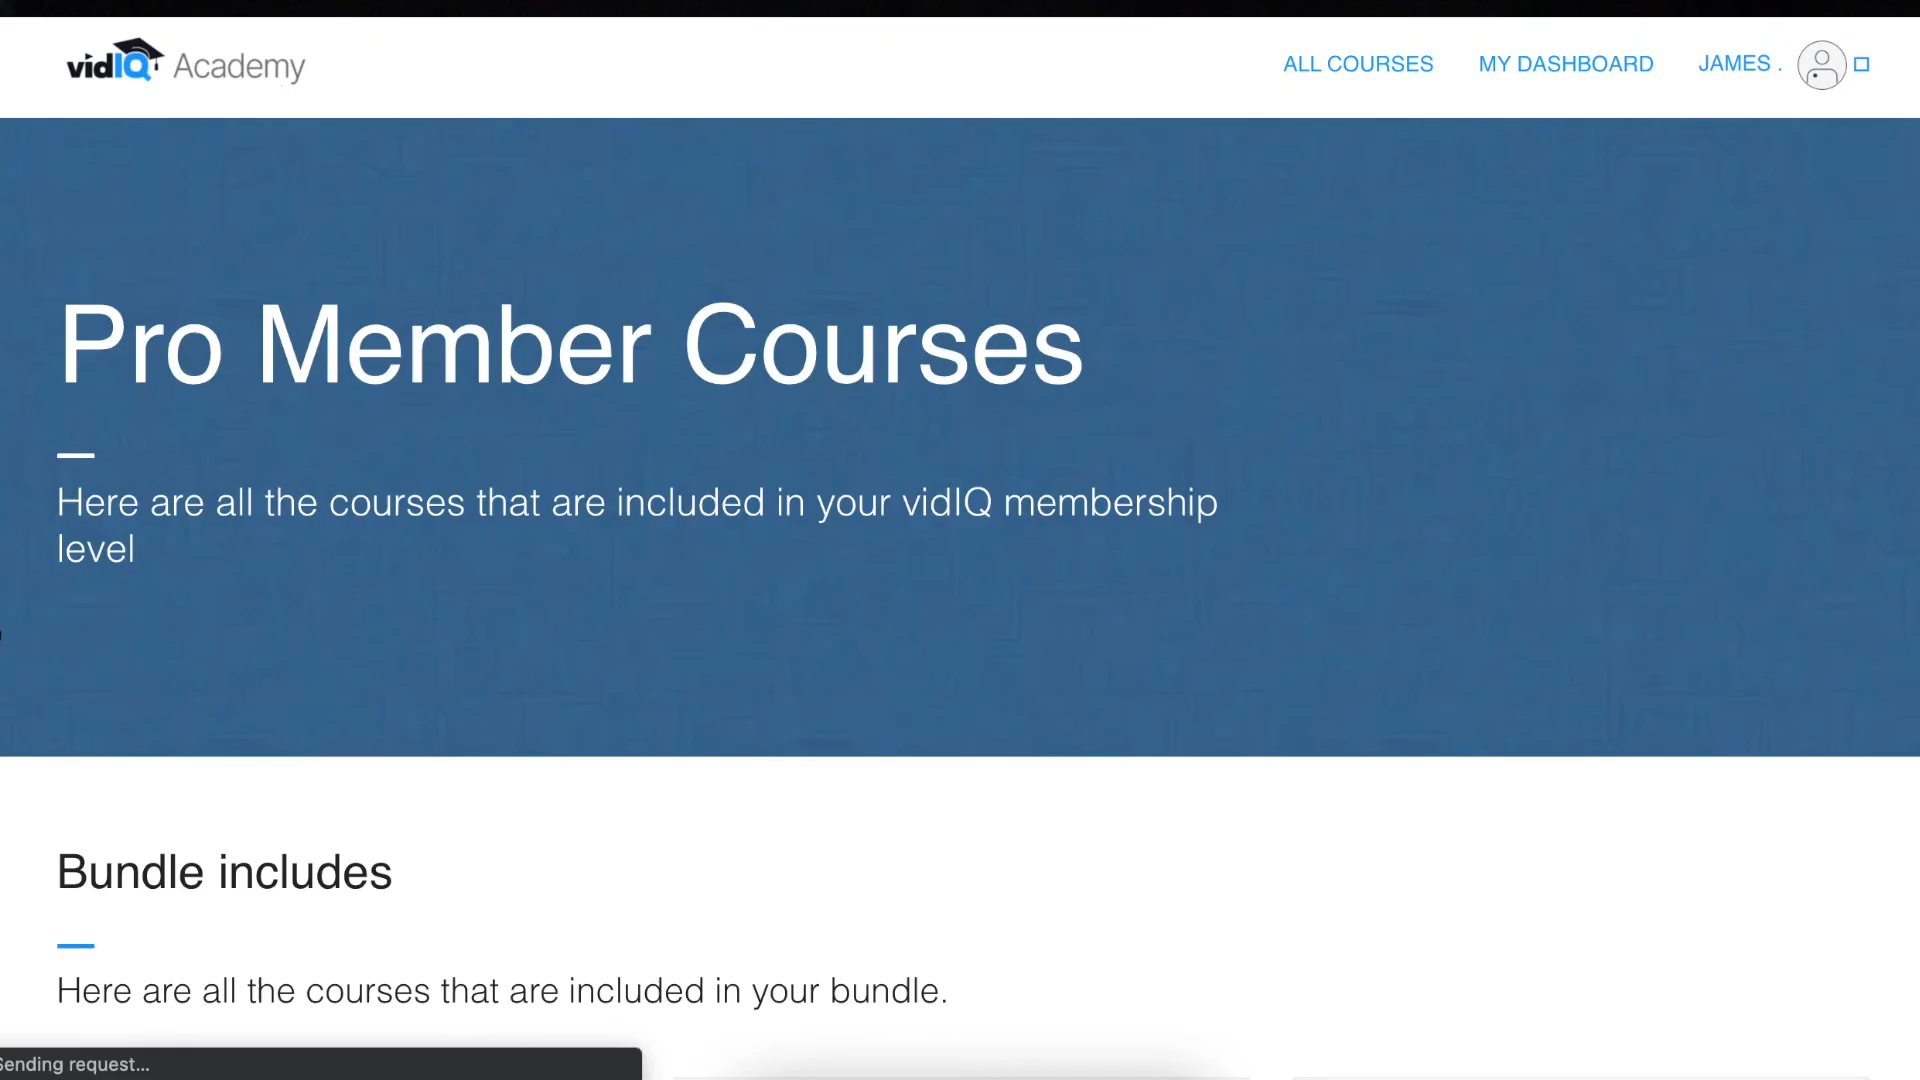 vidIQ Academy
ALL COURSES
MY DASHBOARD
JAMES .
Pro Member Courses
Here are all the courses that are included in your vidIQ membership
level
Bundle includes
Here are all the courses that are included in your bundle.
Sending request...